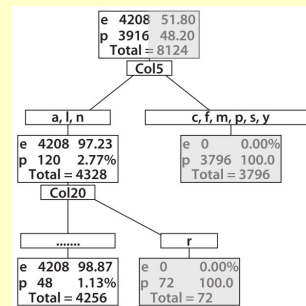 e 4208 51.80
p 3916 48.20
Total = 8124
Col5
a, l, n
c, f, m, p, s, y
e 4208 97.23
p 120 2.77%
Total = 4328
e 0 0.00%
p 3796 100.0
Total = 3796
Col20
.......
r
e 4208 98.87
p 48 1.13%
Total = 4256
e 0 0.00%
p 72 100.0
Total = 72